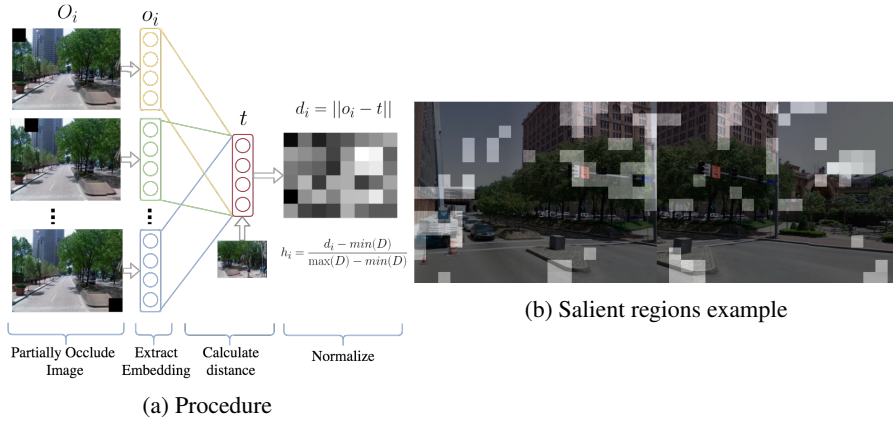 O_i
o_i
t
d_i = ||o_i − t||
h_i = \frac{d_i − min(D)}{max(D) − min(D)}
Partially Occlude
Image
Extract
Embedding
Calculate
distance
Normalize
(a) Procedure
(b) Salient regions example